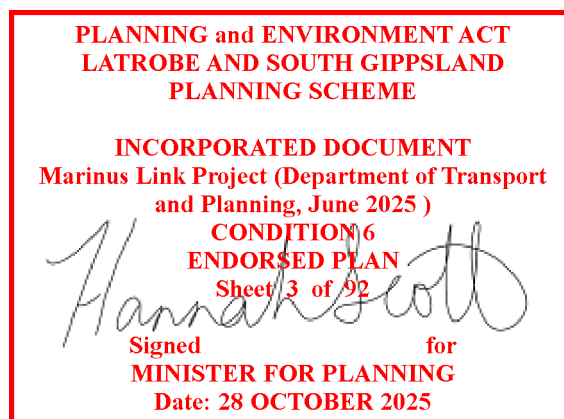 PLANNING and ENVIRONMENT ACT
LATROBE AND SOUTH GIPPSLAND
PLANNING SCHEME
INCORPORATED DOCUMENT
Marinus Link Project (Department of Transport
and Planning, June 2025 )
CONDITION 6
ENDORSED PLAN
Sheet 3 of 92
Hannah Scott
Signed for
MINISTER FOR PLANNING
Date: 28 OCTOBER 2025